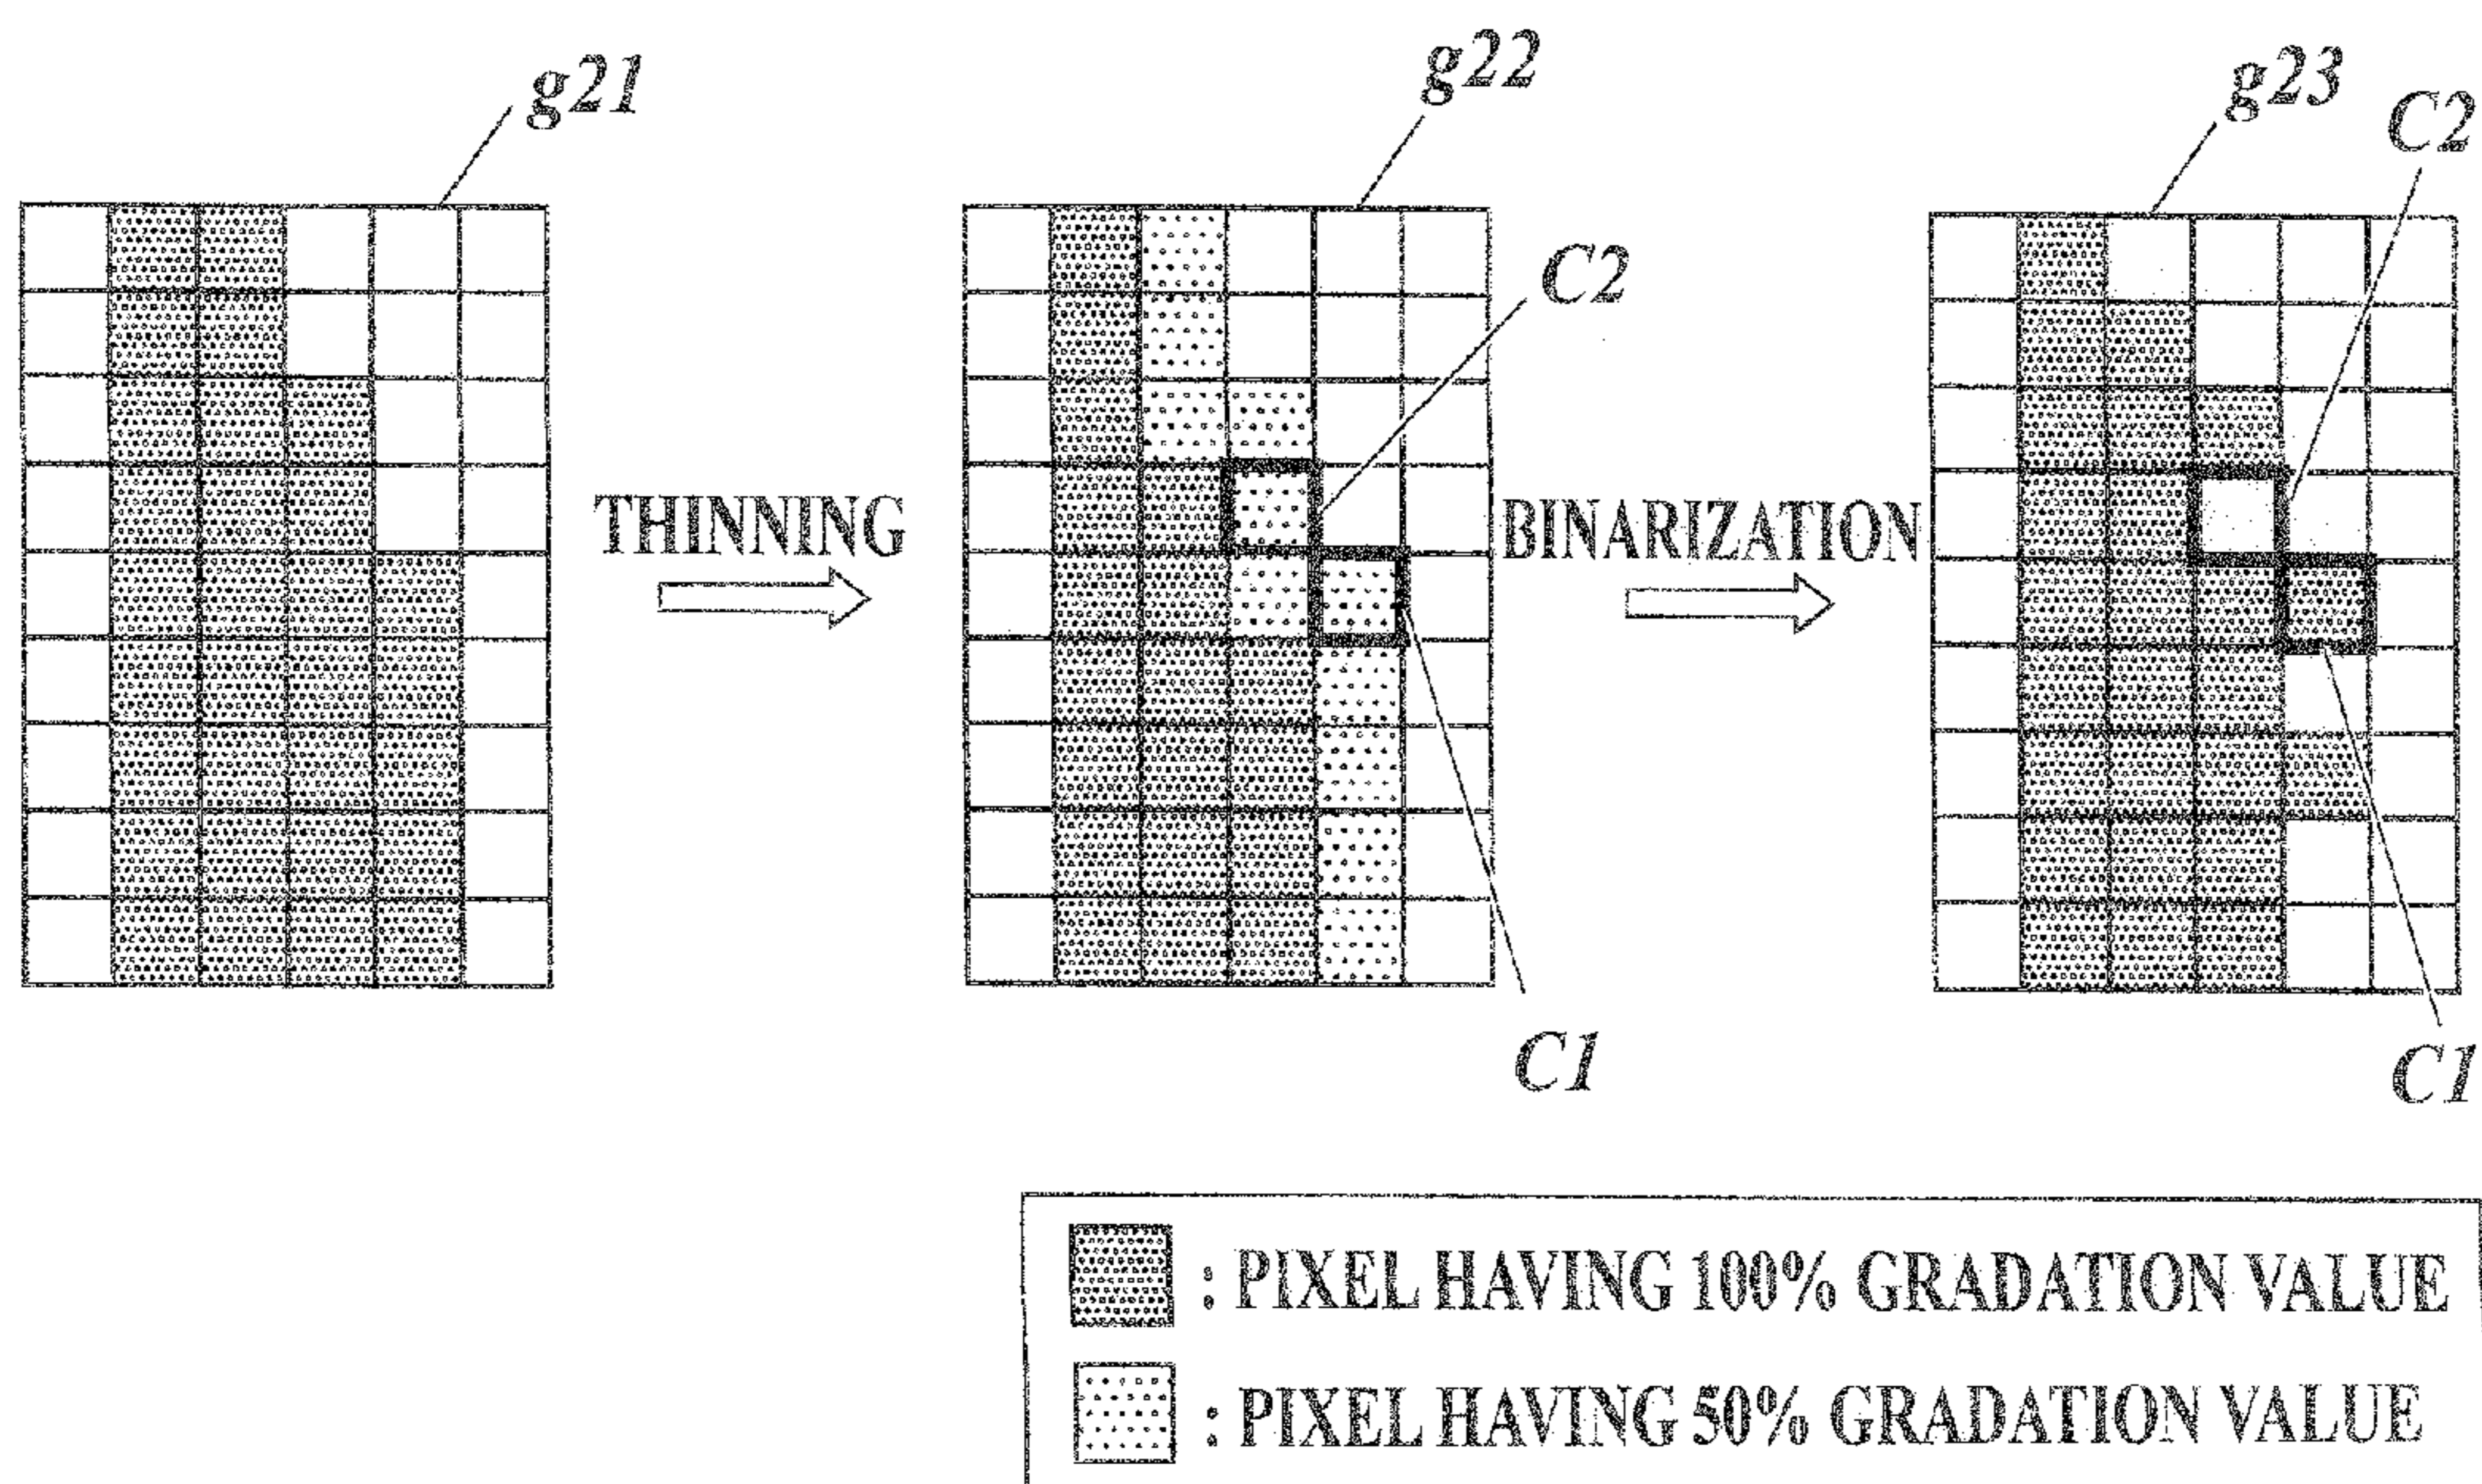 g21
g22
g23
C2
C2
THINNING
BINARIZATION
C1
C1
: PIXEL HAVING 100% GRADATION VALUE
: PIXEL HAVING 50% GRADATION VALUE